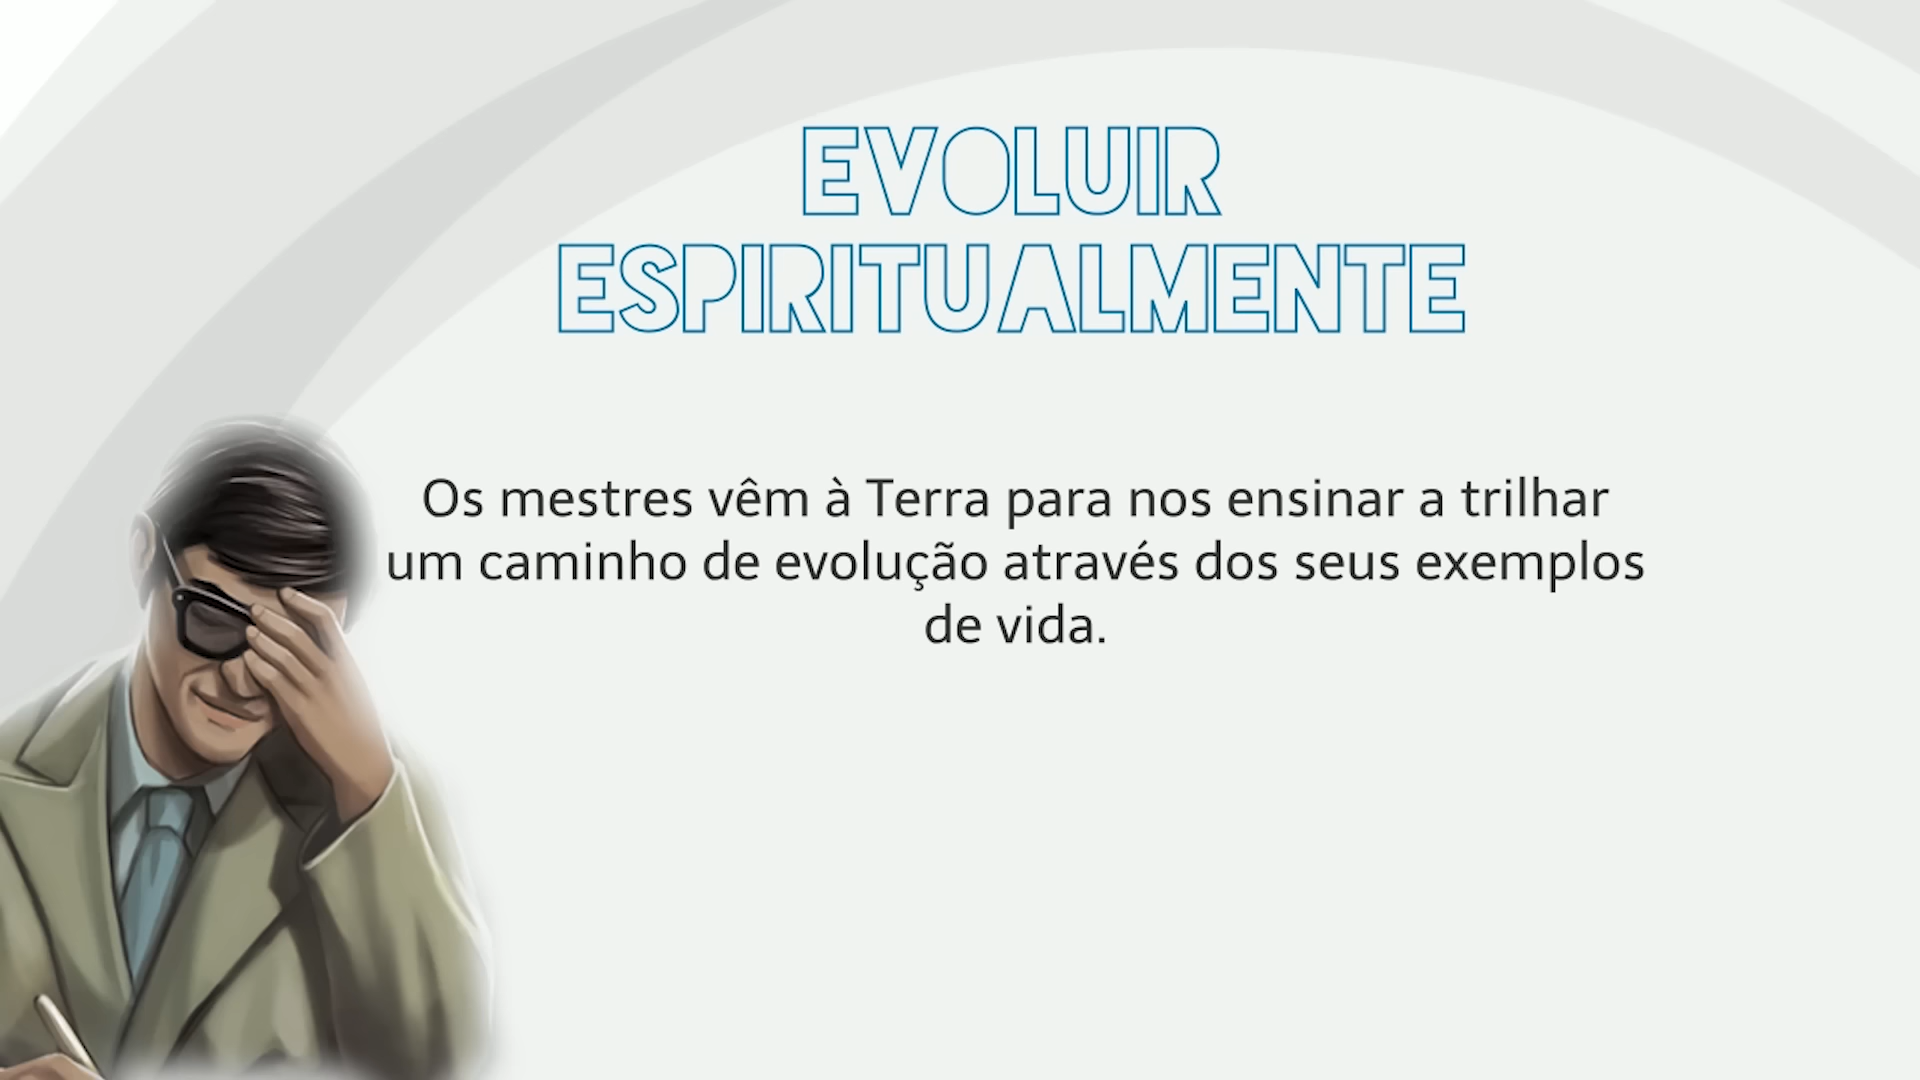 EVOLUIR
ESPIRITUALMENTE
Os mestres vêm à Terra para nos ensinar a trilhar
um caminho de evolução através dos seus exemplos
de vida.